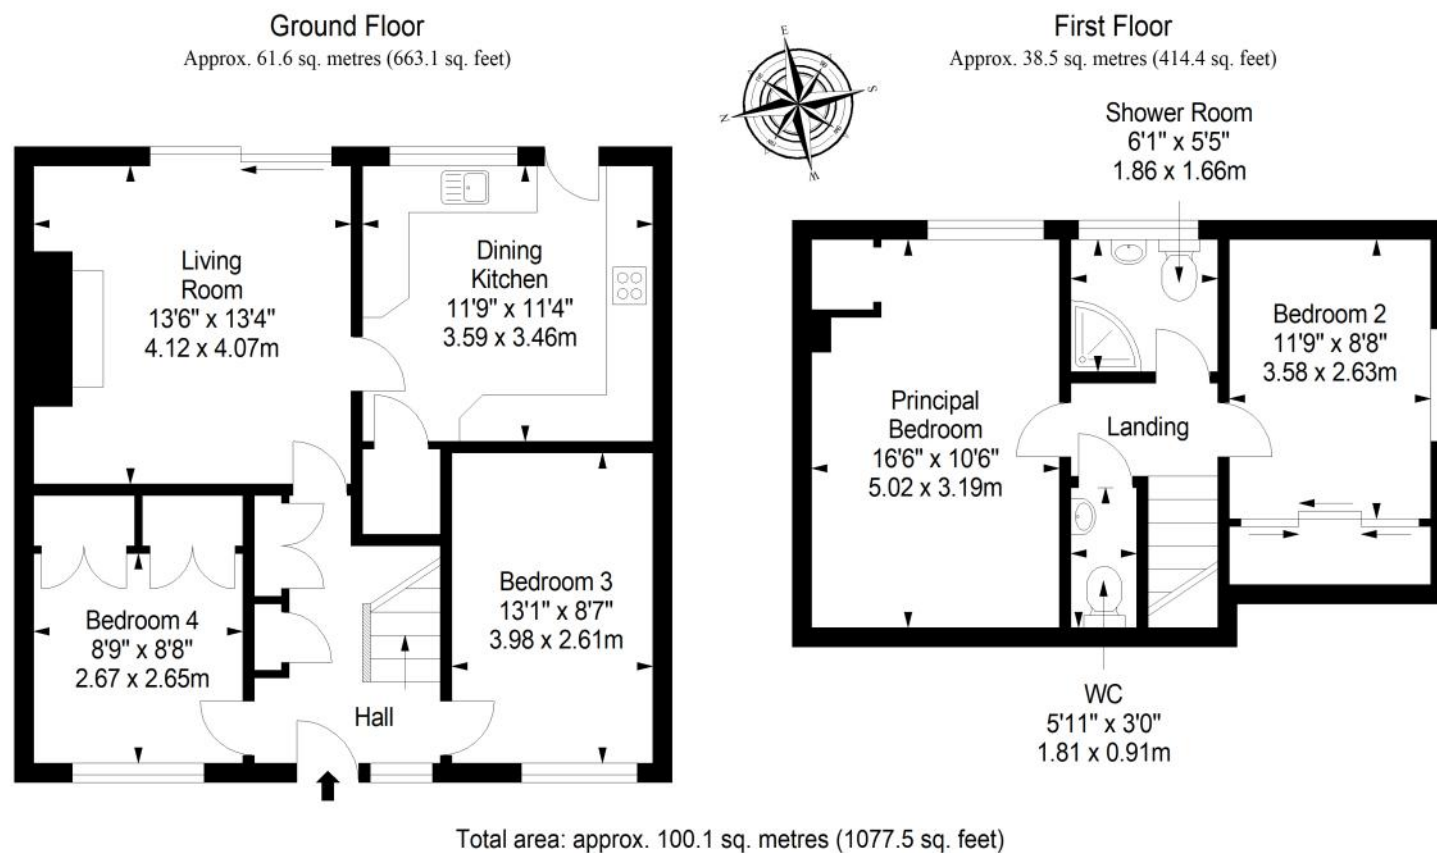 Ground Floor
Approx. 61.6 sq. metres (663.1 sq. feet)
First Floor
Approx. 38.5 sq. metres (414.4 sq. feet)
E
N
S
W
Shower Room
6'1" x 5'5"
1.86 x 1.66m
Living
Room
13'6" x 13'4"
4.12 x 4.07m
Dining
Kitchen
11'9" x 11'4"
3.59 x 3.46m
Bedroom 2
11'9" x 8'8"
3.58 x 2.63m
Principal
Bedroom
16'6" x 10'6"
5.02 x 3.19m
Landing
Bedroom 3
13'1" x 8'7"
3.98 x 2.61m
Bedroom 4
8'9" x 8'8"
2.67 x 2.65m
Hall
WC
5'11" x 3'0"
1.81 x 0.91m
Total area: approx. 100.1 sq. metres (1077.5 sq. feet)